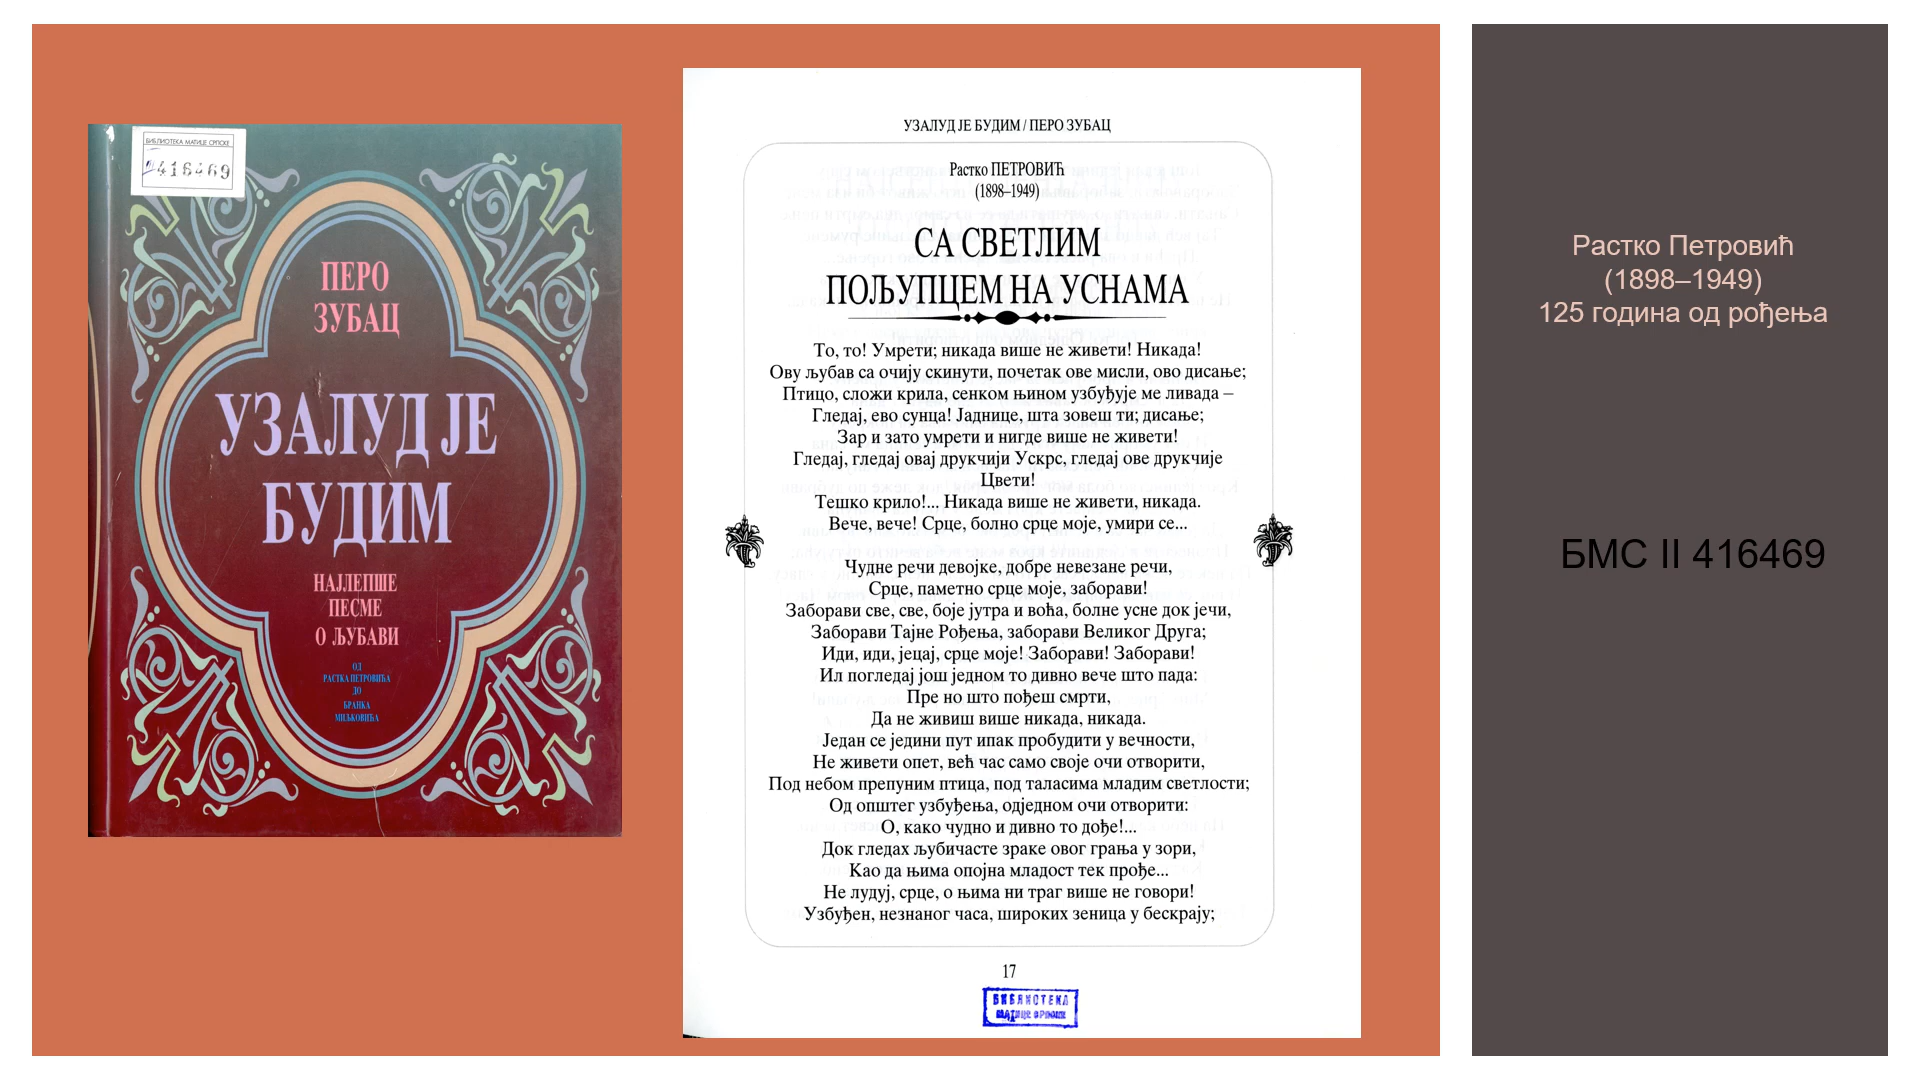 БИБЛИОТЕКА МАТИЦЕ СРПСКЕ
II 416469
ПЕРО
ЗУБАЦ
УЗАЛУД ЈЕ
БУДИМ
НАЈЛЕПШЕ
ПЕСМЕ
О ЉУБАВИ
ОД
РАСТКА ПЕТРОВИЋА
ДО
БРАНКА
МИЉКОВИЋА
УЗАЛУД ЈЕ БУДИМ / ПЕРО ЗУБАЦ
Растко ПЕТРОВИЋ
(1898–1949)
СА СВЕТЛИМ
ПОЉУПЦЕМ НА УСНАМА
То, то! Умрети; никада више не живети! Никада!
Ову љубав са очију скинути, почетак ове мисли, ово дисање;
Птицо, сложи крила, сенком њином узбуђује ме ливада –
Гледај, ево сунца! Јаднице, шта зовеш ти; дисање;
Зар и зато умрети и нигде више не живети!
Гледај, гледај овај друкчији Ускрс, гледај ове друкчије
Цвети!
Тешко крило!... Никада више не живети, никада.
Вече, вече! Срце, болно срце моје, умири се...
Чудне речи девојке, добре невезане речи,
Срце, паметно срце моје, заборави!
Заборави све, све, боје јутра и воћа, болне усне док јечи,
Заборави Тајне Рођења, заборави Великог Друга;
Иди, иди, јецај, срце моје! Заборави! Заборави!
Ил погледај још једном то дивно вече што пада:
Пре но што пођеш смрти,
Да не живиш више никада, никада.
Један се једини пут ипак пробудити у вечности,
Не живети опет, већ час само своје очи отворити,
Под небом препуним птица, под таласима младим светлости;
Од општег узбуђења, одједном очи отворити:
О, како чудно и дивно то дође!...
Док гледах љубичасте зраке овог грања у зори,
Као да њима опојна младост тек прође...
Не лудуј, срце, о њима ни траг више не говори!
Узбуђен, незнаног часа, широких зеница у бескрају;
17
БИБЛИОТЕКА
МАТИЦЕ СРПСКЕ
Растко Петровић
(1898–1949)
125 година од рођења
БМС II 416469